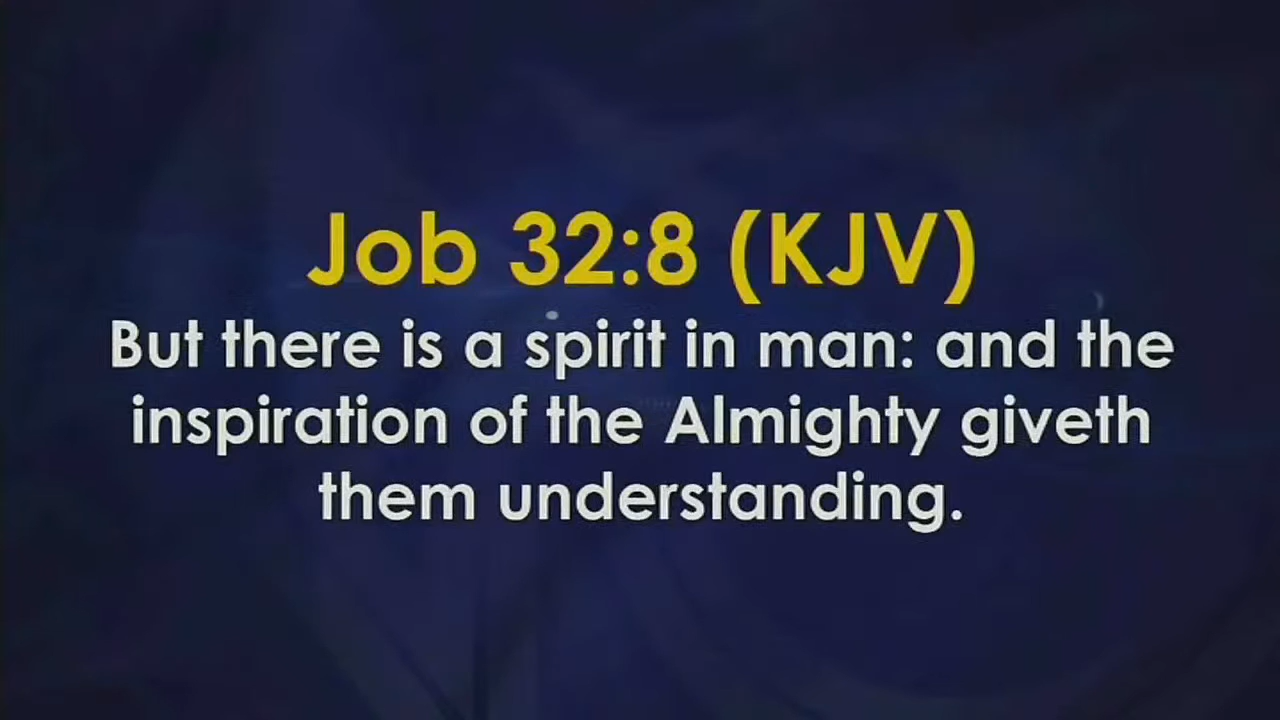 Job 32:8 (KJV)
But there is a spirit in man: and the
inspiration of the Almighty giveth
them understanding.